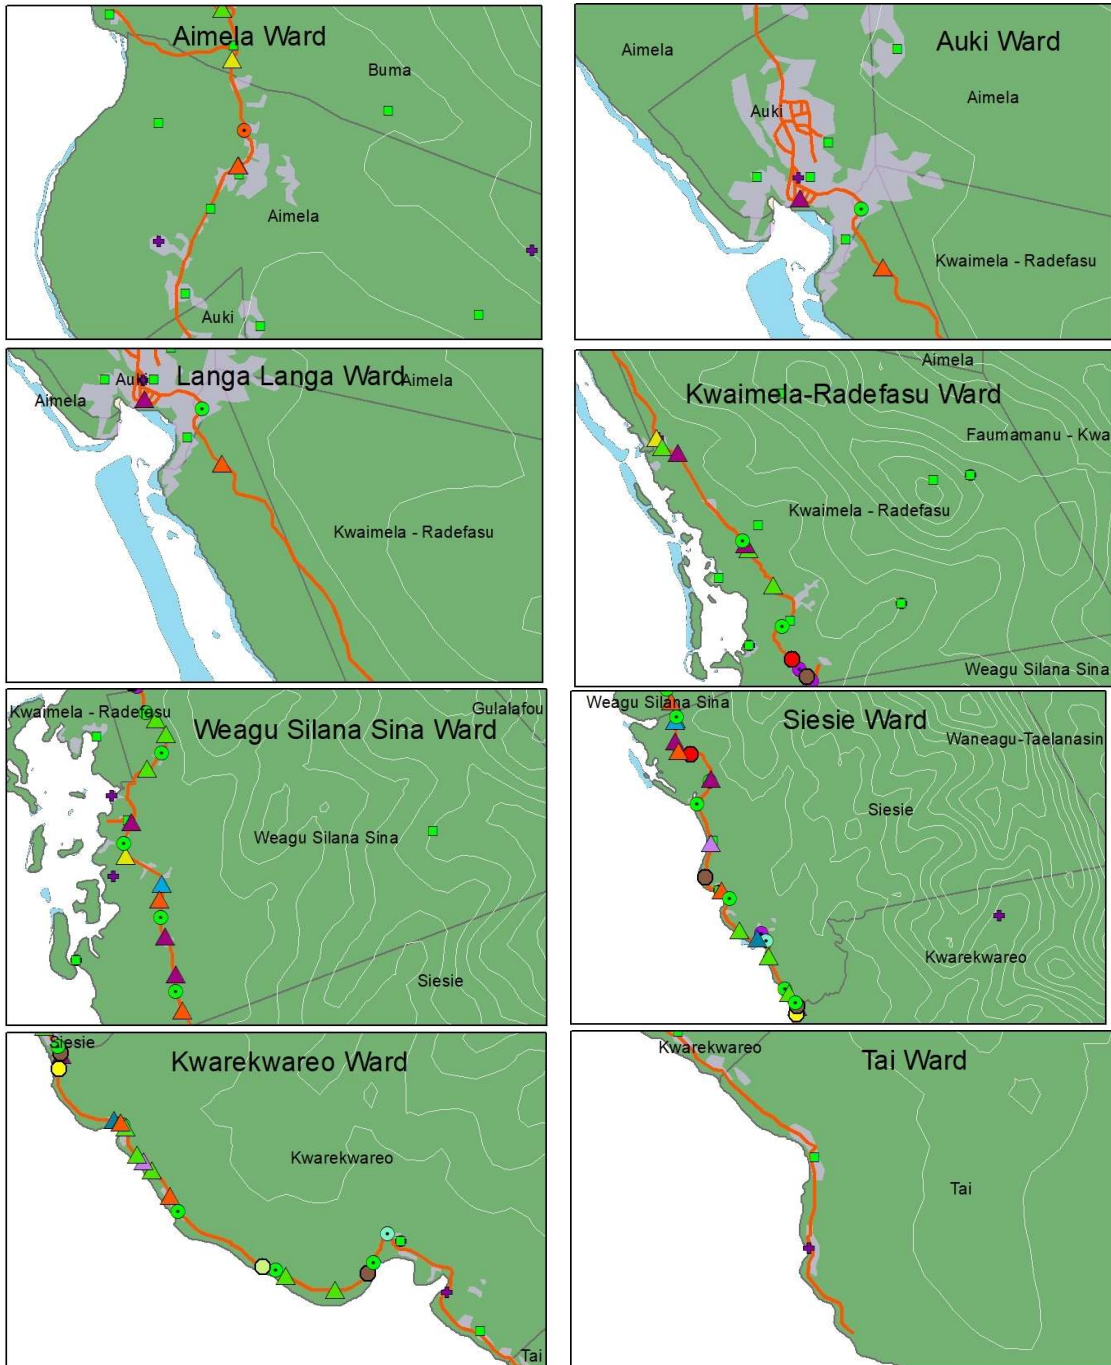 Aimela Ward
Buma
Aimela
Auki
Auki Ward
Aimela
Aimela
Auki
Kwaimela - Radefasu
Langa Langa Ward
Auki
Aimela
Aimela
Kwaimela - Radefasu
Aimela
Kwaimela-Radefasu Ward
Faumamanu - Kwa
Kwaimela - Radefasu
Weagu Silana Sina
Kwaimela - Radefasu
Gulalafou
Weagu Silana Sina Ward
Weagu Silana Sina
Siesie
Weagu Silana Sina
Siesie Ward
Waneagu-Taelanasin
Siesie
Kwarekwareo
Siesie
Kwarekwareo Ward
Kwarekwareo
Tai
Kwarekwareo
Tai Ward
Tai